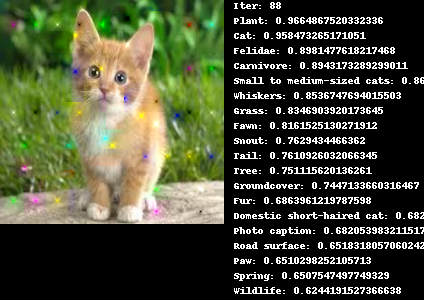 Iter: 88
Plant: 0.9664867520332336
Cat: 0.958473265171051
Felidae: 0.8981477618217468
Carnivore: 0.8943173289299011
Small to medium-sized cats: 0.86
Whiskers: 0.8536747694015503
Grass: 0.8346903920173645
Fawn: 0.8161525130271912
Snout: 0.7629434466362
Tail: 0.7610926032066345
Tree: 0.751115620136261
Groundcover: 0.7447133660316467
Fur: 0.6863961219787598
Domestic short-haired cat: 0.682
Photo caption: 0.6820539832115173
Road surface: 0.6518318057060242
Paw: 0.6510298252105713
Spring: 0.6507547497749329
Wildlife: 0.6244191527366638